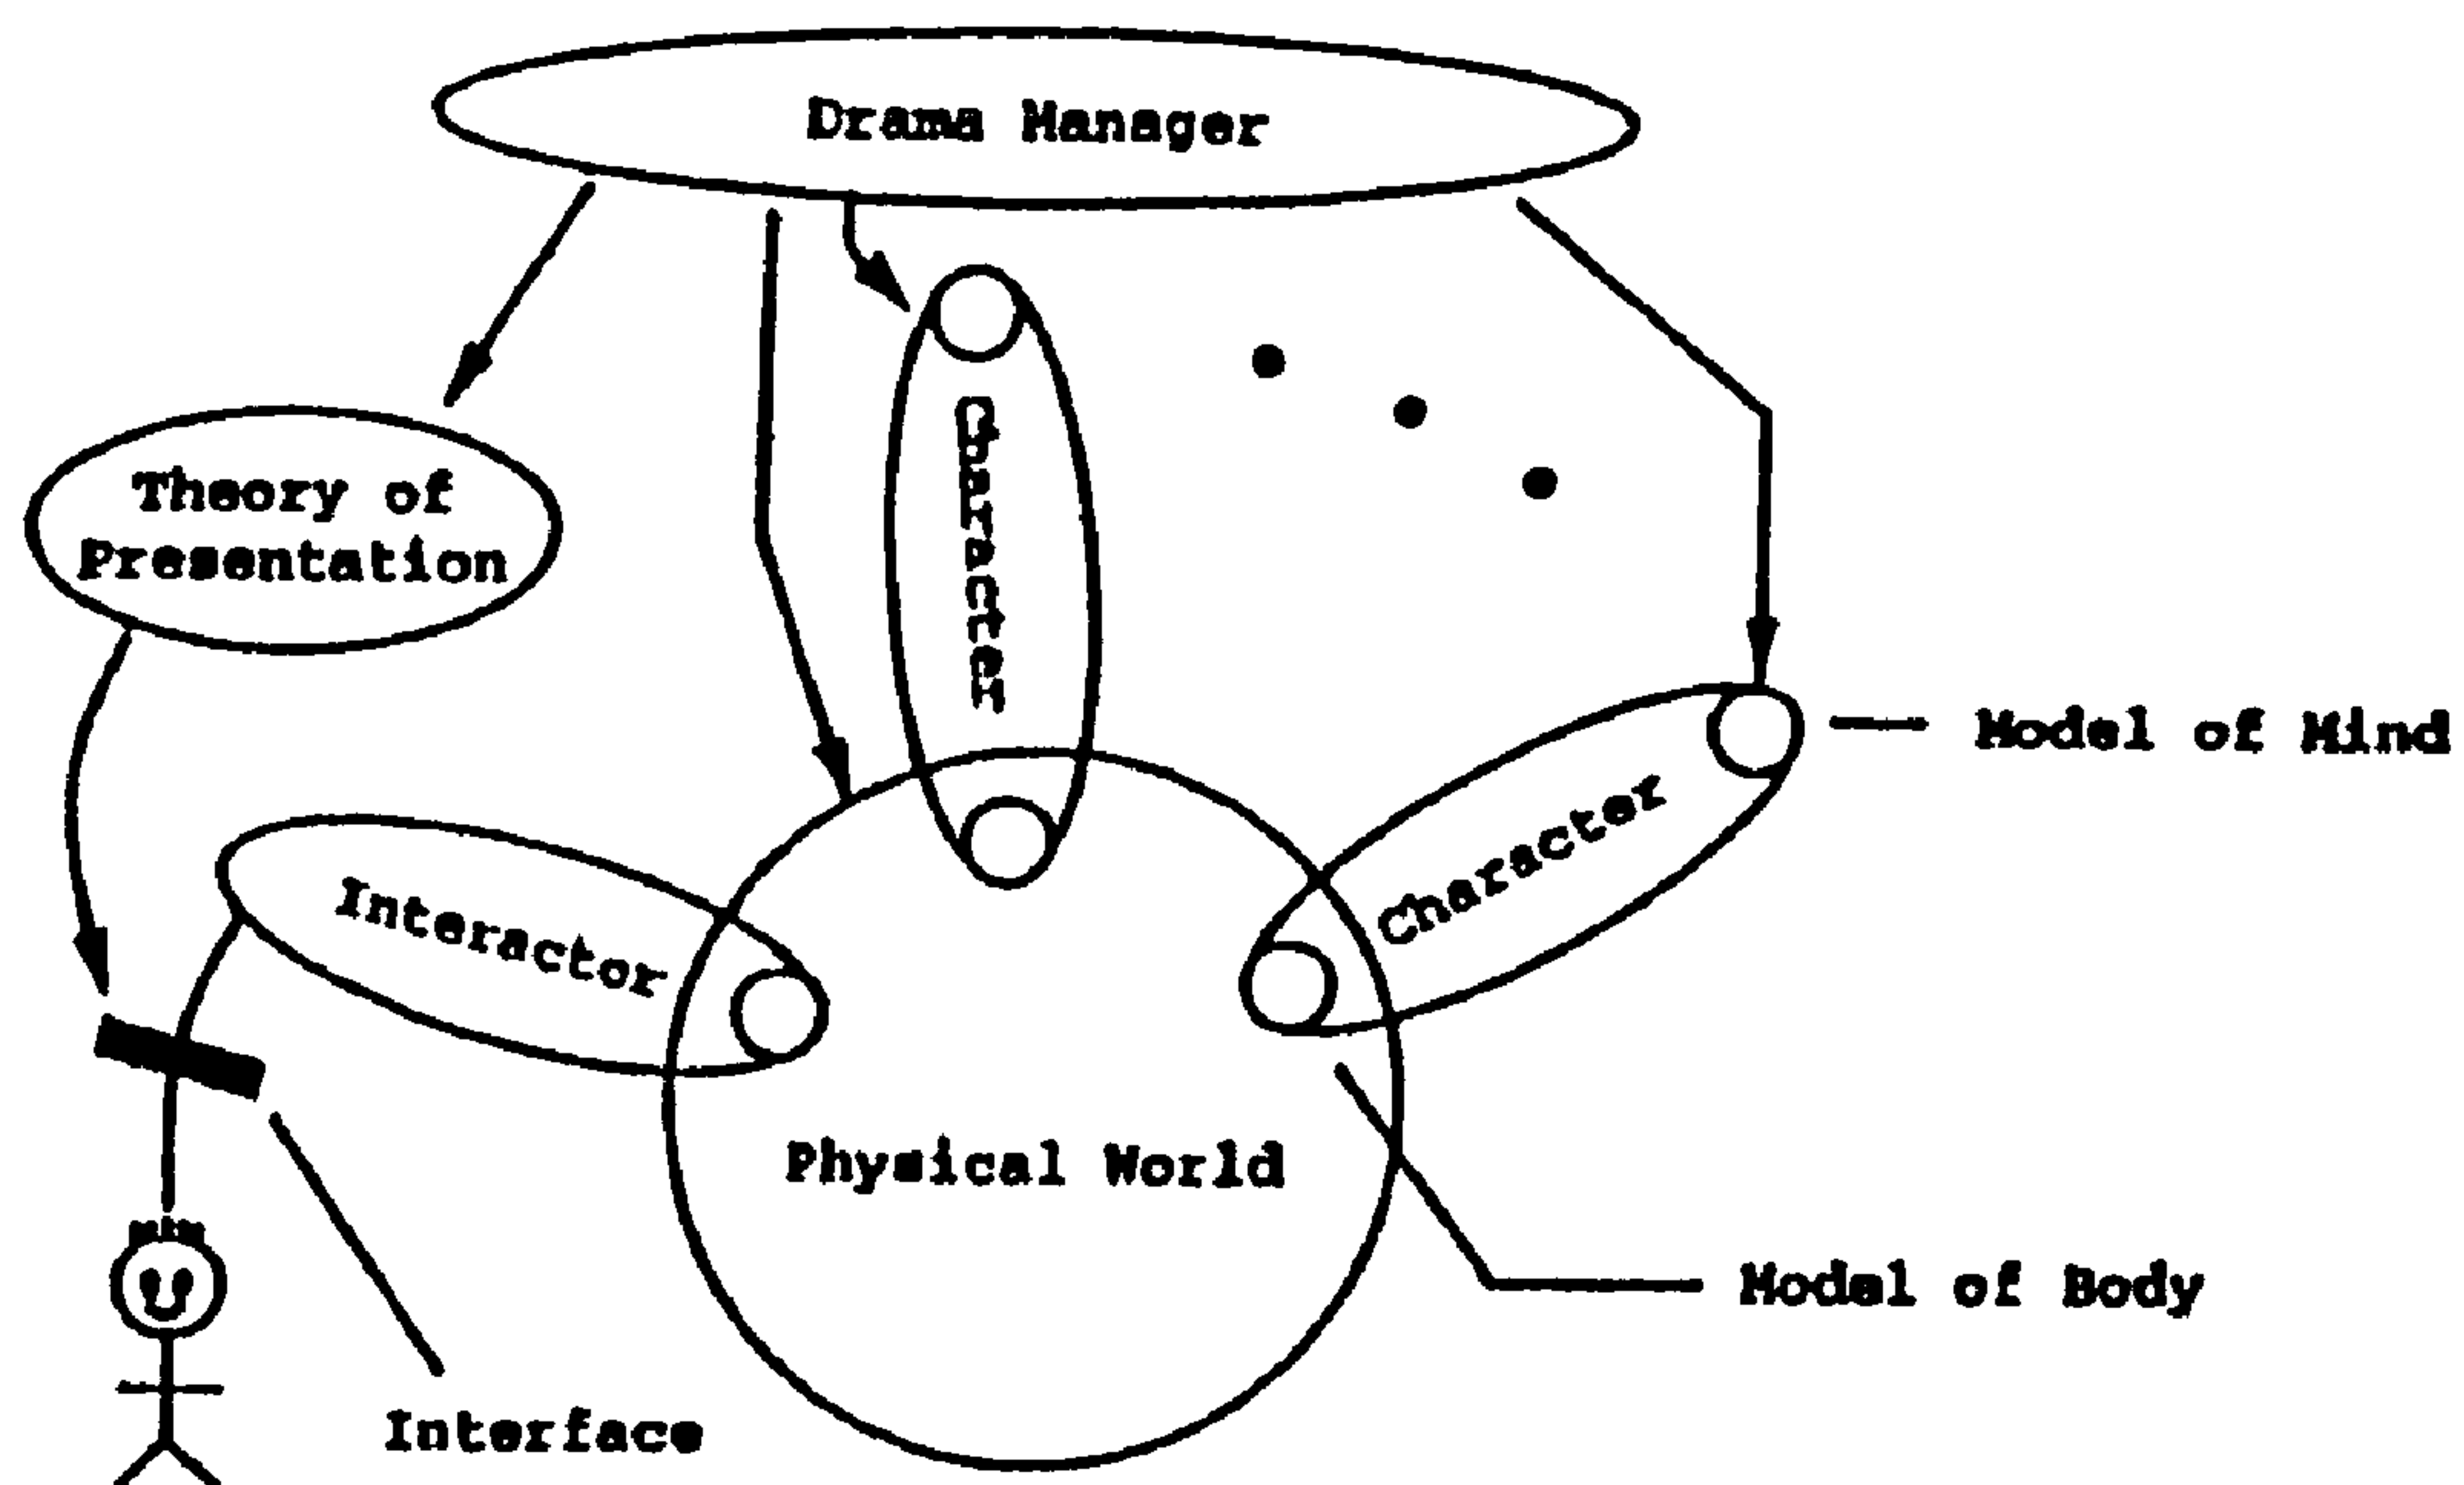 Drama Manager
Theory of
Presentation
Character
Model of Mind
Character
Interactor
Physical World
Model of Body
Interface